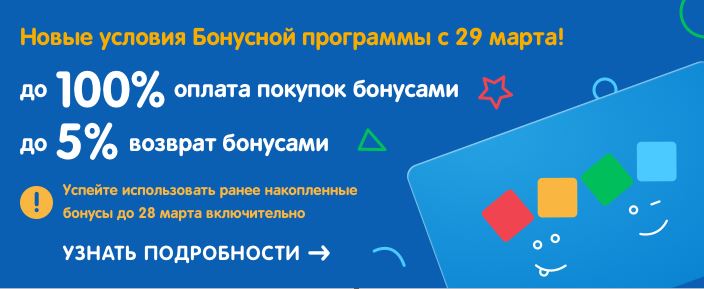 Новые условия Бонусной программы с 29 марта!
до 100% оплата покупок бонусами
до 5% возврат бонусами
! Успейте использовать ранее накопленные
бонусы до 28 марта включительно
УЗНАТЬ ПОДРОБНОСТИ →